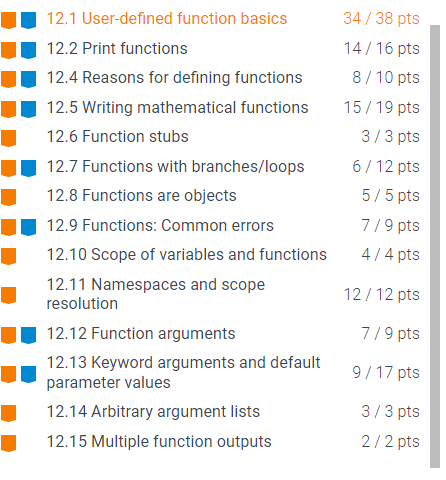 12.1 User-defined function basics 34 / 38 pts
12.2 Print functions 14 / 16 pts
12.4 Reasons for defining functions 8 / 10 pts
12.5 Writing mathematical functions 15 / 19 pts
12.6 Function stubs 3 / 3 pts
12.7 Functions with branches/loops 6 / 12 pts
12.8 Functions are objects 5 / 5 pts
12.9 Functions: Common errors 7 / 9 pts
12.10 Scope of variables and functions 4 / 4 pts
12.11 Namespaces and scope
resolution 12 / 12 pts
12.12 Function arguments 7 / 9 pts
12.13 Keyword arguments and default
parameter values 9 / 17 pts
12.14 Arbitrary argument lists 3 / 3 pts
12.15 Multiple function outputs 2 / 2 pts